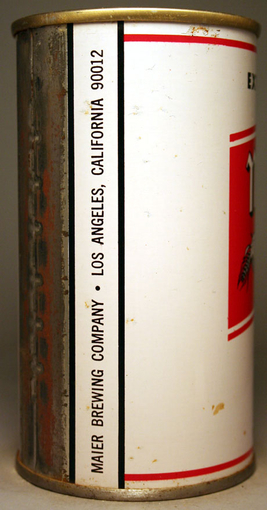 MAIER BREWING COMPANY • LOS ANGELES, CALIFORNIA 90012